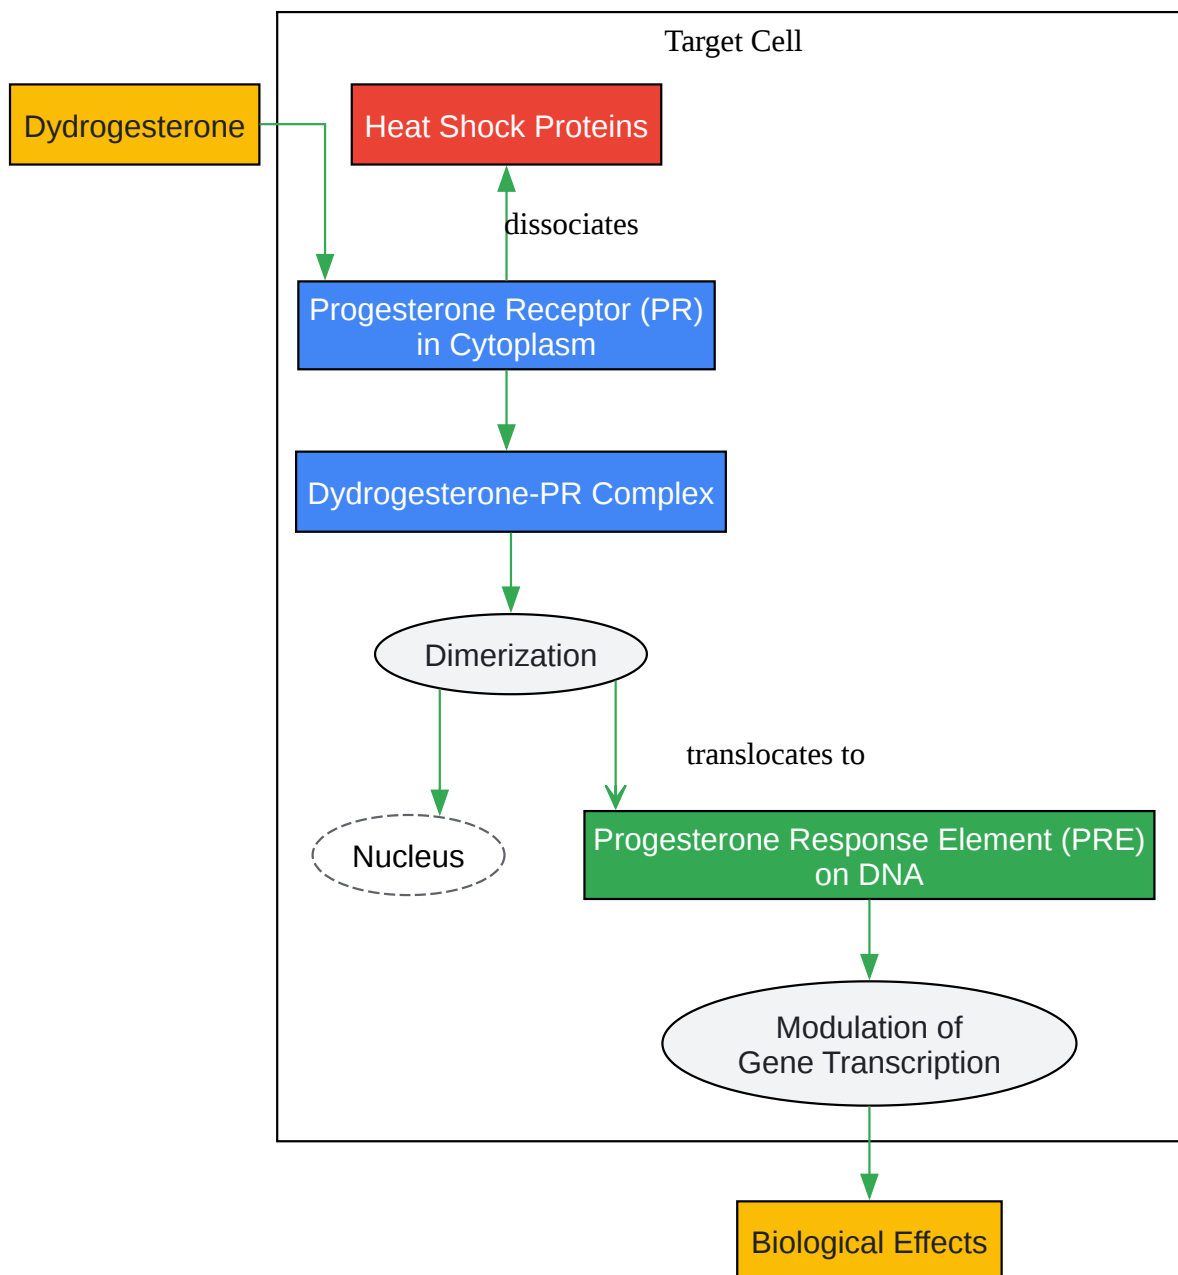 Target Cell
Dydrogesterone
Heat Shock Proteins
dissociates
Progesterone Receptor (PR)
in Cytoplasm
Dydrogesterone-PR Complex
Dimerization
translocates to
Nucleus
Progesterone Response Element (PRE)
on DNA
Modulation of
Gene Transcription
Biological Effects